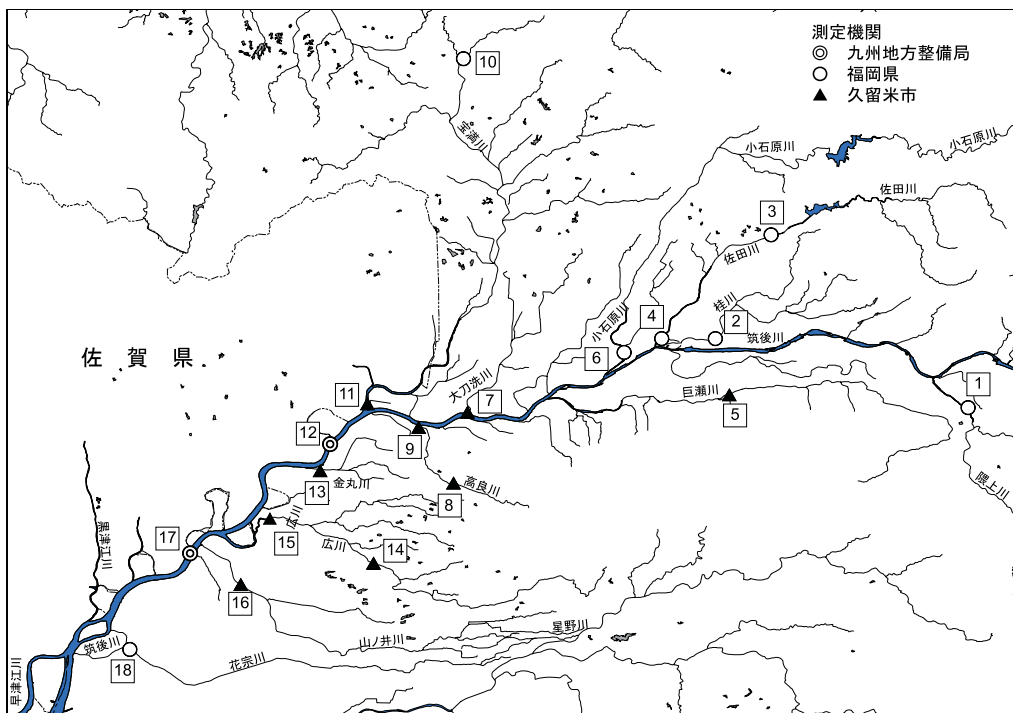 測定機関
◎ 九州地方整備局
○ 福岡県
▲ 久留米市
10
宝満川
小石原川
小石原川
佐田川
3
佐田川
小石原川
4
桂川
2
筑後川
6
佐賀県
1
大刀洗川
7
巨瀬川
5
11
12
9
隈上川
13
金丸川
8
高良川
黒津江川
17
広川
15
広川
14
16
星野川
山ノ井川
筑後川
18
花宗川
早津江川